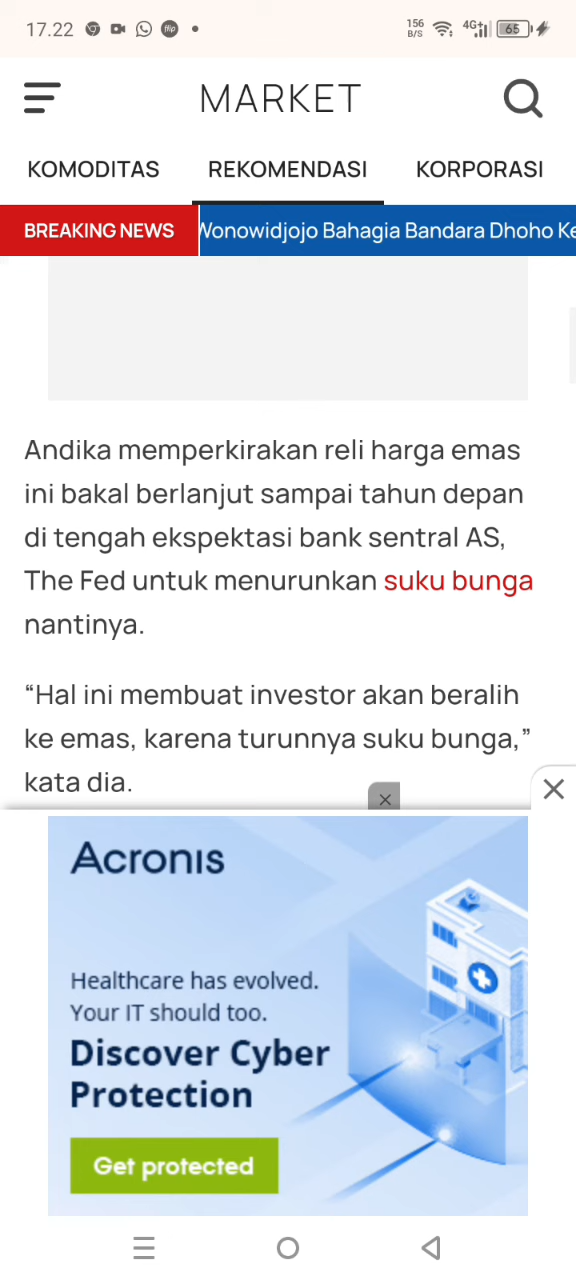 17.22
156
B/S
4G+
65
MARKET
KOMODITAS
REKOMENDASI
KORPORASI
BREAKING NEWS
Wonowidjojo Bahagia Bandara Dhoho Ke
Andika memperkirakan reli harga emas
ini bakal berlanjut sampai tahun depan
di tengah ekspektasi bank sentral AS,
The Fed untuk menurunkan suku bunga
nantinya.
“Hal ini membuat investor akan beralih
ke emas, karena turunnya suku bunga,”
kata dia.
Acronis
Healthcare has evolved.
Your IT should too.
Discover Cyber
Protection
Get protected